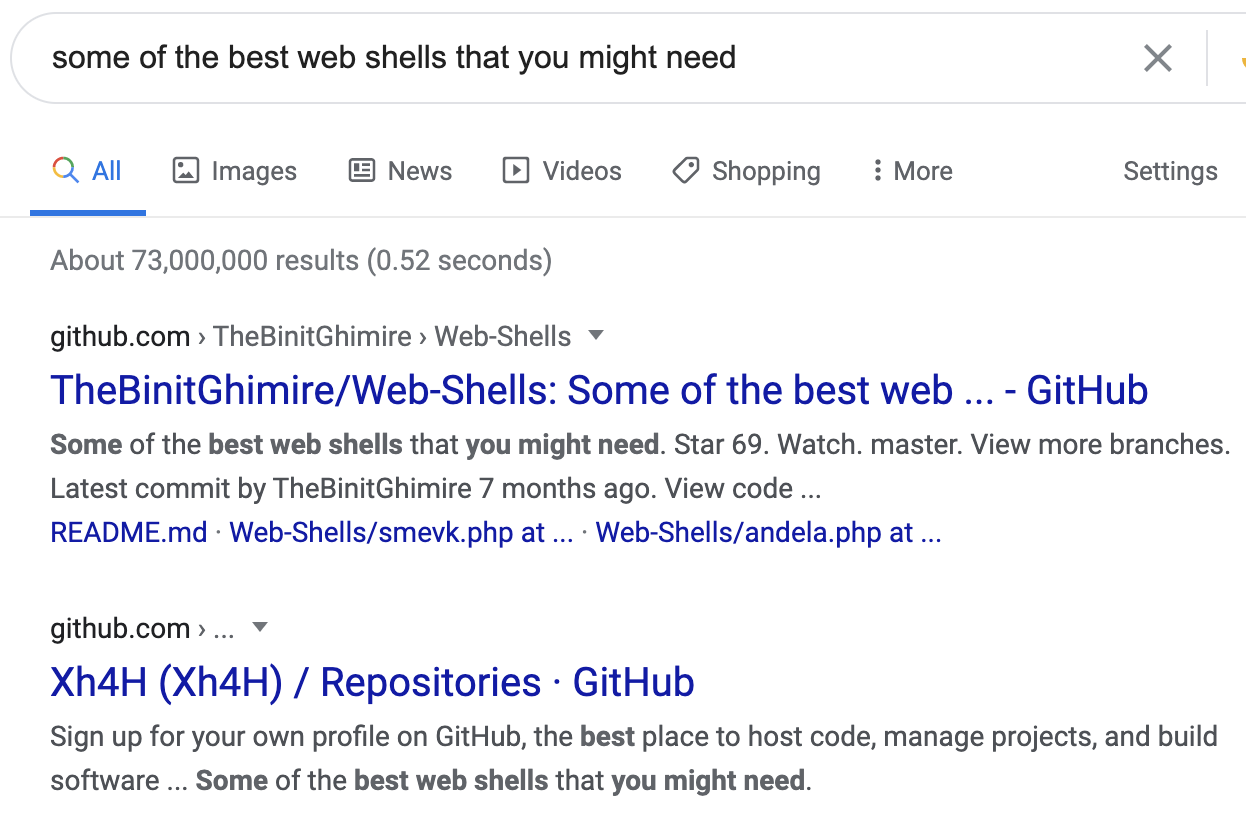 some of the best web shells that you might need
All Images News Videos Shopping More Settings
About 73,000,000 results (0.52 seconds)
github.com › TheBinitGhimire › Web-Shells
TheBinitGhimire/Web-Shells: Some of the best web ... - GitHub
Some of the best web shells that you might need. Star 69. Watch. master. View more branches.
Latest commit by TheBinitGhimire 7 months ago. View code ...
README.md · Web-Shells/smevk.php at ... · Web-Shells/andela.php at ...
github.com › ...
Xh4H (Xh4H) / Repositories · GitHub
Sign up for your own profile on GitHub, the best place to host code, manage projects, and build
software ... Some of the best web shells that you might need.